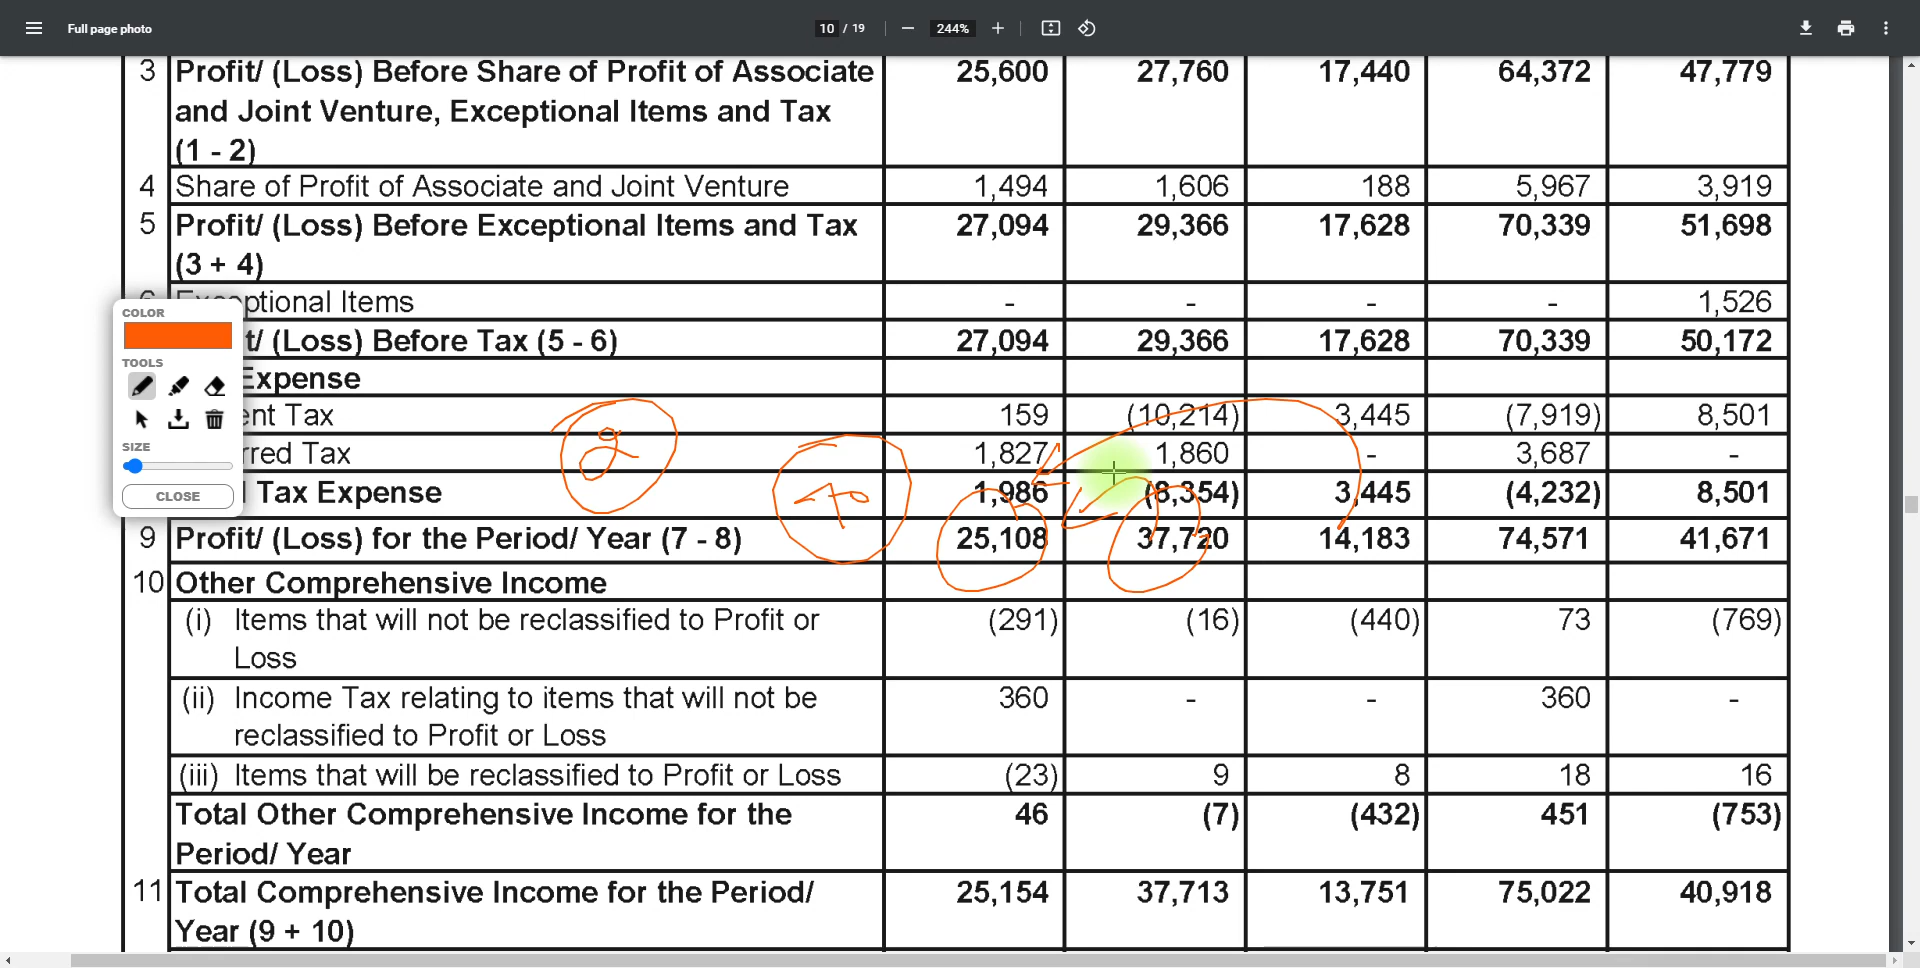 Full page photo 10 / 19 244%
3 Profit/ (Loss) Before Share of Profit of Associate 25,600 27,760 17,440 64,372 47,779
and Joint Venture, Exceptional Items and Tax
(1 - 2)
4 Share of Profit of Associate and Joint Venture 1,494 1,606 188 5,967 3,919
5 Profit/ (Loss) Before Exceptional Items and Tax 27,094 29,366 17,628 70,339 51,698
(3 + 4)
ptional Items - - - - 1,526
COLOR
t/ (Loss) Before Tax (5 - 6) 27,094 29,366 17,628 70,339 50,172
TOOLS
Expense
ent Tax 159 (10,214) 3,445 (7,919) 8,501
SIZE
rred Tax 1,827 1,860 - 3,687 -
CLOSE
Tax Expense 1,986 (8,354) 3,445 (4,232) 8,501
9 Profit/ (Loss) for the Period/ Year (7 - 8) 25,108 37,720 14,183 74,571 41,671
10 Other Comprehensive Income
(i) Items that will not be reclassified to Profit or (291) (16) (440) 73 (769)
Loss
(ii) Income Tax relating to items that will not be 360 - - 360 -
reclassified to Profit or Loss
(iii) Items that will be reclassified to Profit or Loss (23) 9 8 18 16
Total Other Comprehensive Income for the 46 (7) (432) 451 (753)
Period/ Year
11 Total Comprehensive Income for the Period/ 25,154 37,713 13,751 75,022 40,918
Year (9 + 10)